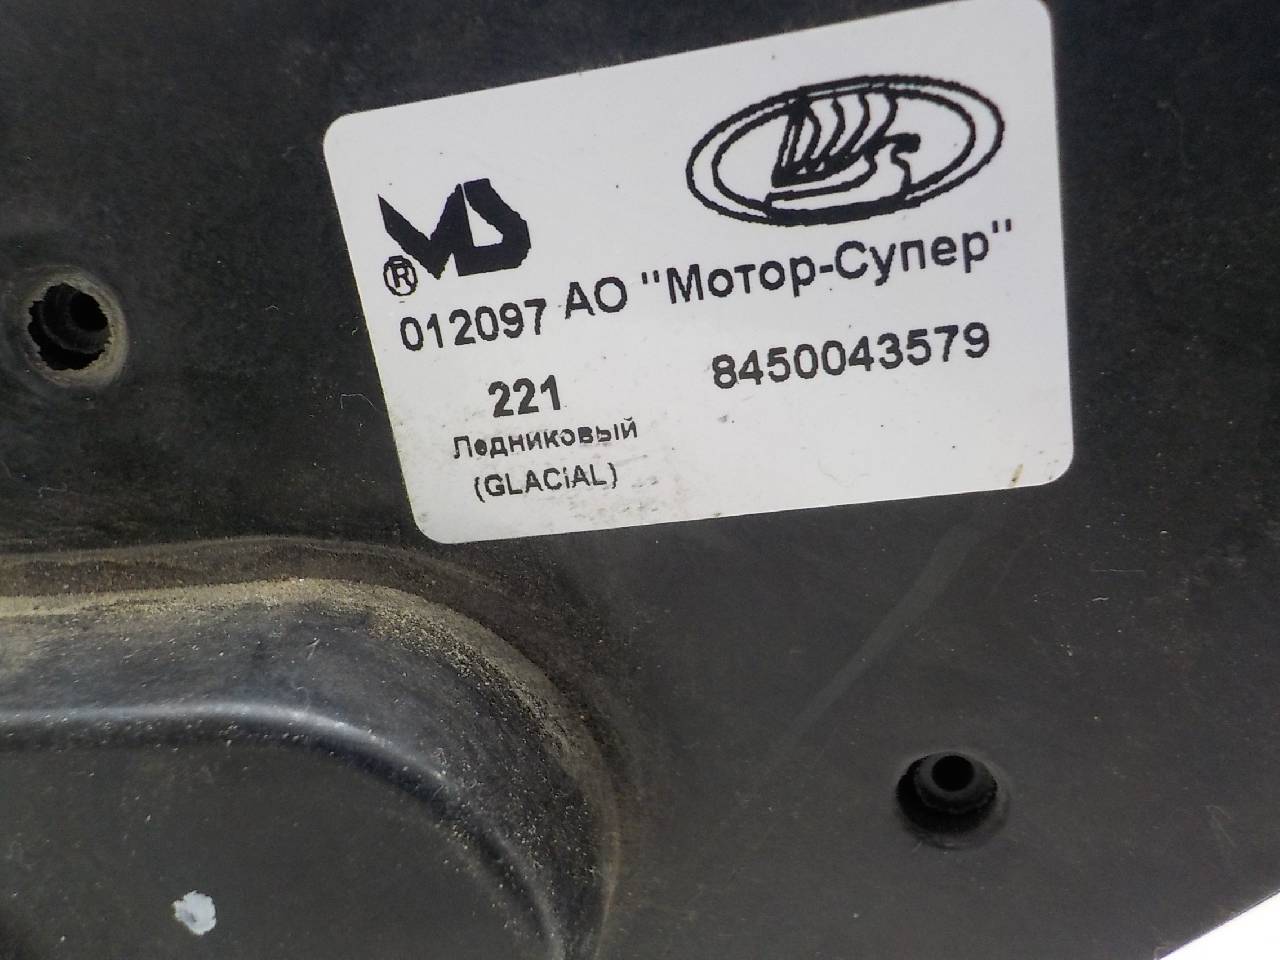 ®
012097 АО "Мотор-Супер"
221 8450043579
Ледниковый
(GLACiAL)